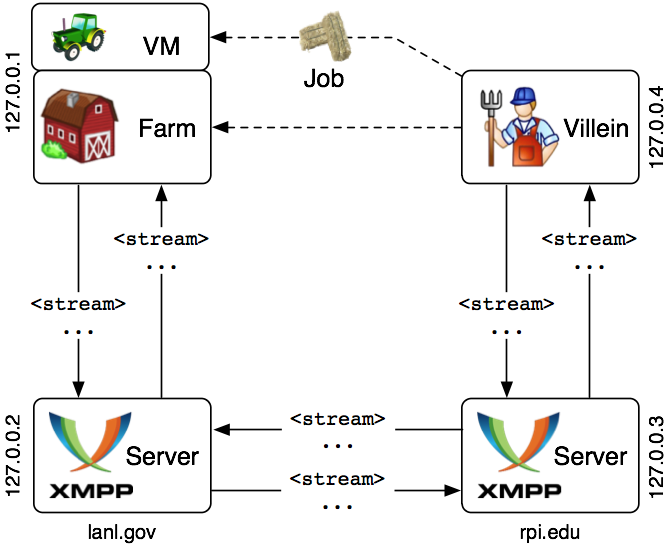 127.0.0.1
VM
Job
Farm
Villein
127.0.0.4
<stream>
...
<stream>
...
<stream>
...
<stream>
...
127.0.0.2
XMPP
Server
<stream>
...
<stream>
...
XMPP
Server
127.0.0.3
lanl.gov
rpi.edu